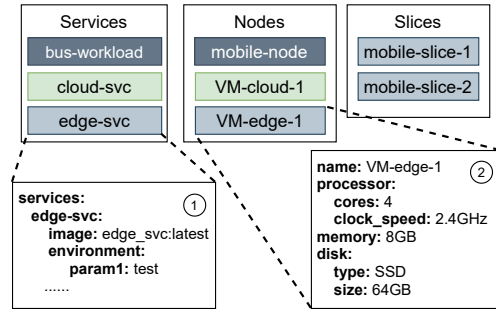 Services
bus-workload
cloud-svc
edge-svc
Nodes
mobile-node
VM-cloud-1
VM-edge-1
Slices
mobile-slice-1
mobile-slice-2
1
services:
edge-svc:
image: edge_svc:latest
environment:
param1: test
......
2
name: VM-edge-1
processor:
cores: 4
clock_speed: 2.4GHz
memory: 8GB
disk:
type: SSD
size: 64GB